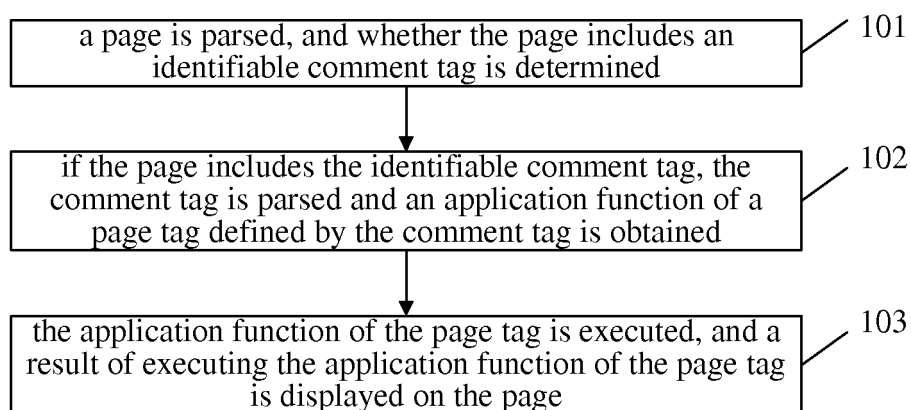 a page is parsed, and whether the page includes an
identifiable comment tag is determined
101
if the page includes the identifiable comment tag, the
comment tag is parsed and an application function of a
page tag defined by the comment tag is obtained
102
the application function of the page tag is executed, and a
result of executing the application function of the page tag
is displayed on the page
103